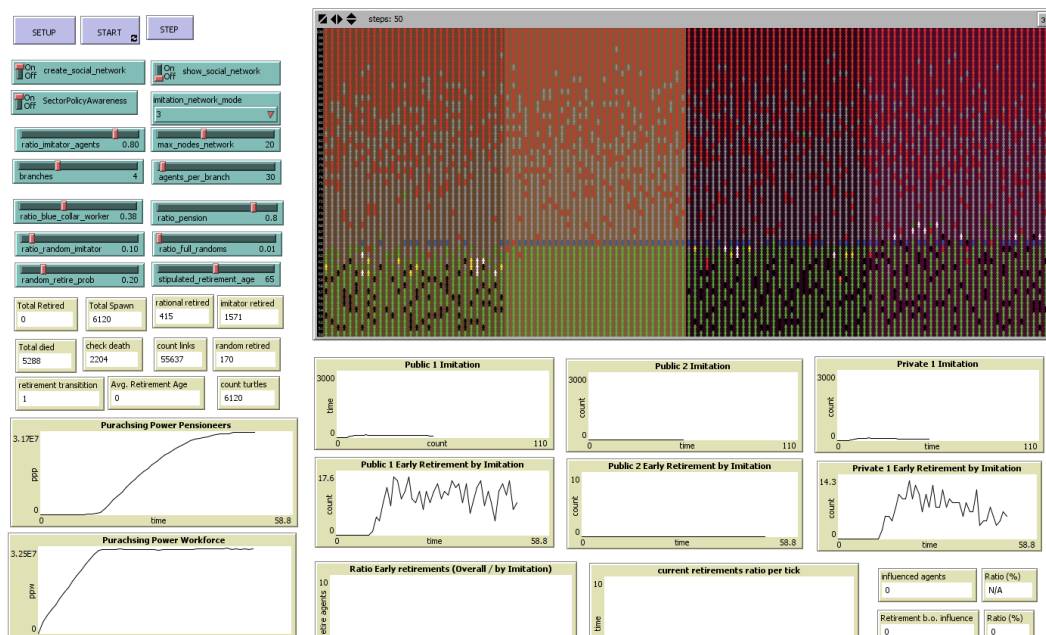 SETUP
START
STEP
steps: 50
3
On
Off
create_social_network
On
Off
show_social_network
On
Off
SectorPolicyAwareness
imitation_network_mode
3
ratio_imitator_agents 0.80
max_nodes_network 20
branches 4
agents_per_branch 30
ratio_blue_collar_worker 0.38
ratio_pension 0.8
ratio_random_imitator 0.10
ratio_full_randoms 0.01
random_retire_prob 0.20
stipulated_retirement_age 65
Total Retired
0
Total Spawn
6120
rational retired
415
imitator retired
1571
Total died
5288
check death
2204
count links
55637
random retired
170
retirement transitition
1
Avg. Retirement Age
0
count turtles
6120
Purachsing Power Pensioneers
3.17E7
ppd
0
time
58.8
Purachsing Power Workforce
3.25E7
ppw
0
Public 1 Imitation
3000
time
0
0
count
110
Public 2 Imitation
3000
count
0
0
time
110
Private 1 Imitation
3000
count
0
0
time
110
Public 1 Early Retirement by Imitation
17.6
count
0
0
time
58.8
Public 2 Early Retirement by Imitation
10
count
0
0
time
58.8
Private 1 Early Retirement by Imitation
14.3
count
0
0
time
58.8
Ratio Early retirements (Overall / by Imitation)
10
retire agents
current retirements ratio per tick
10
time
influenced agents
0
Ratio (%)
N/A
Retirement b.o. influence
0
Ratio (%)
0